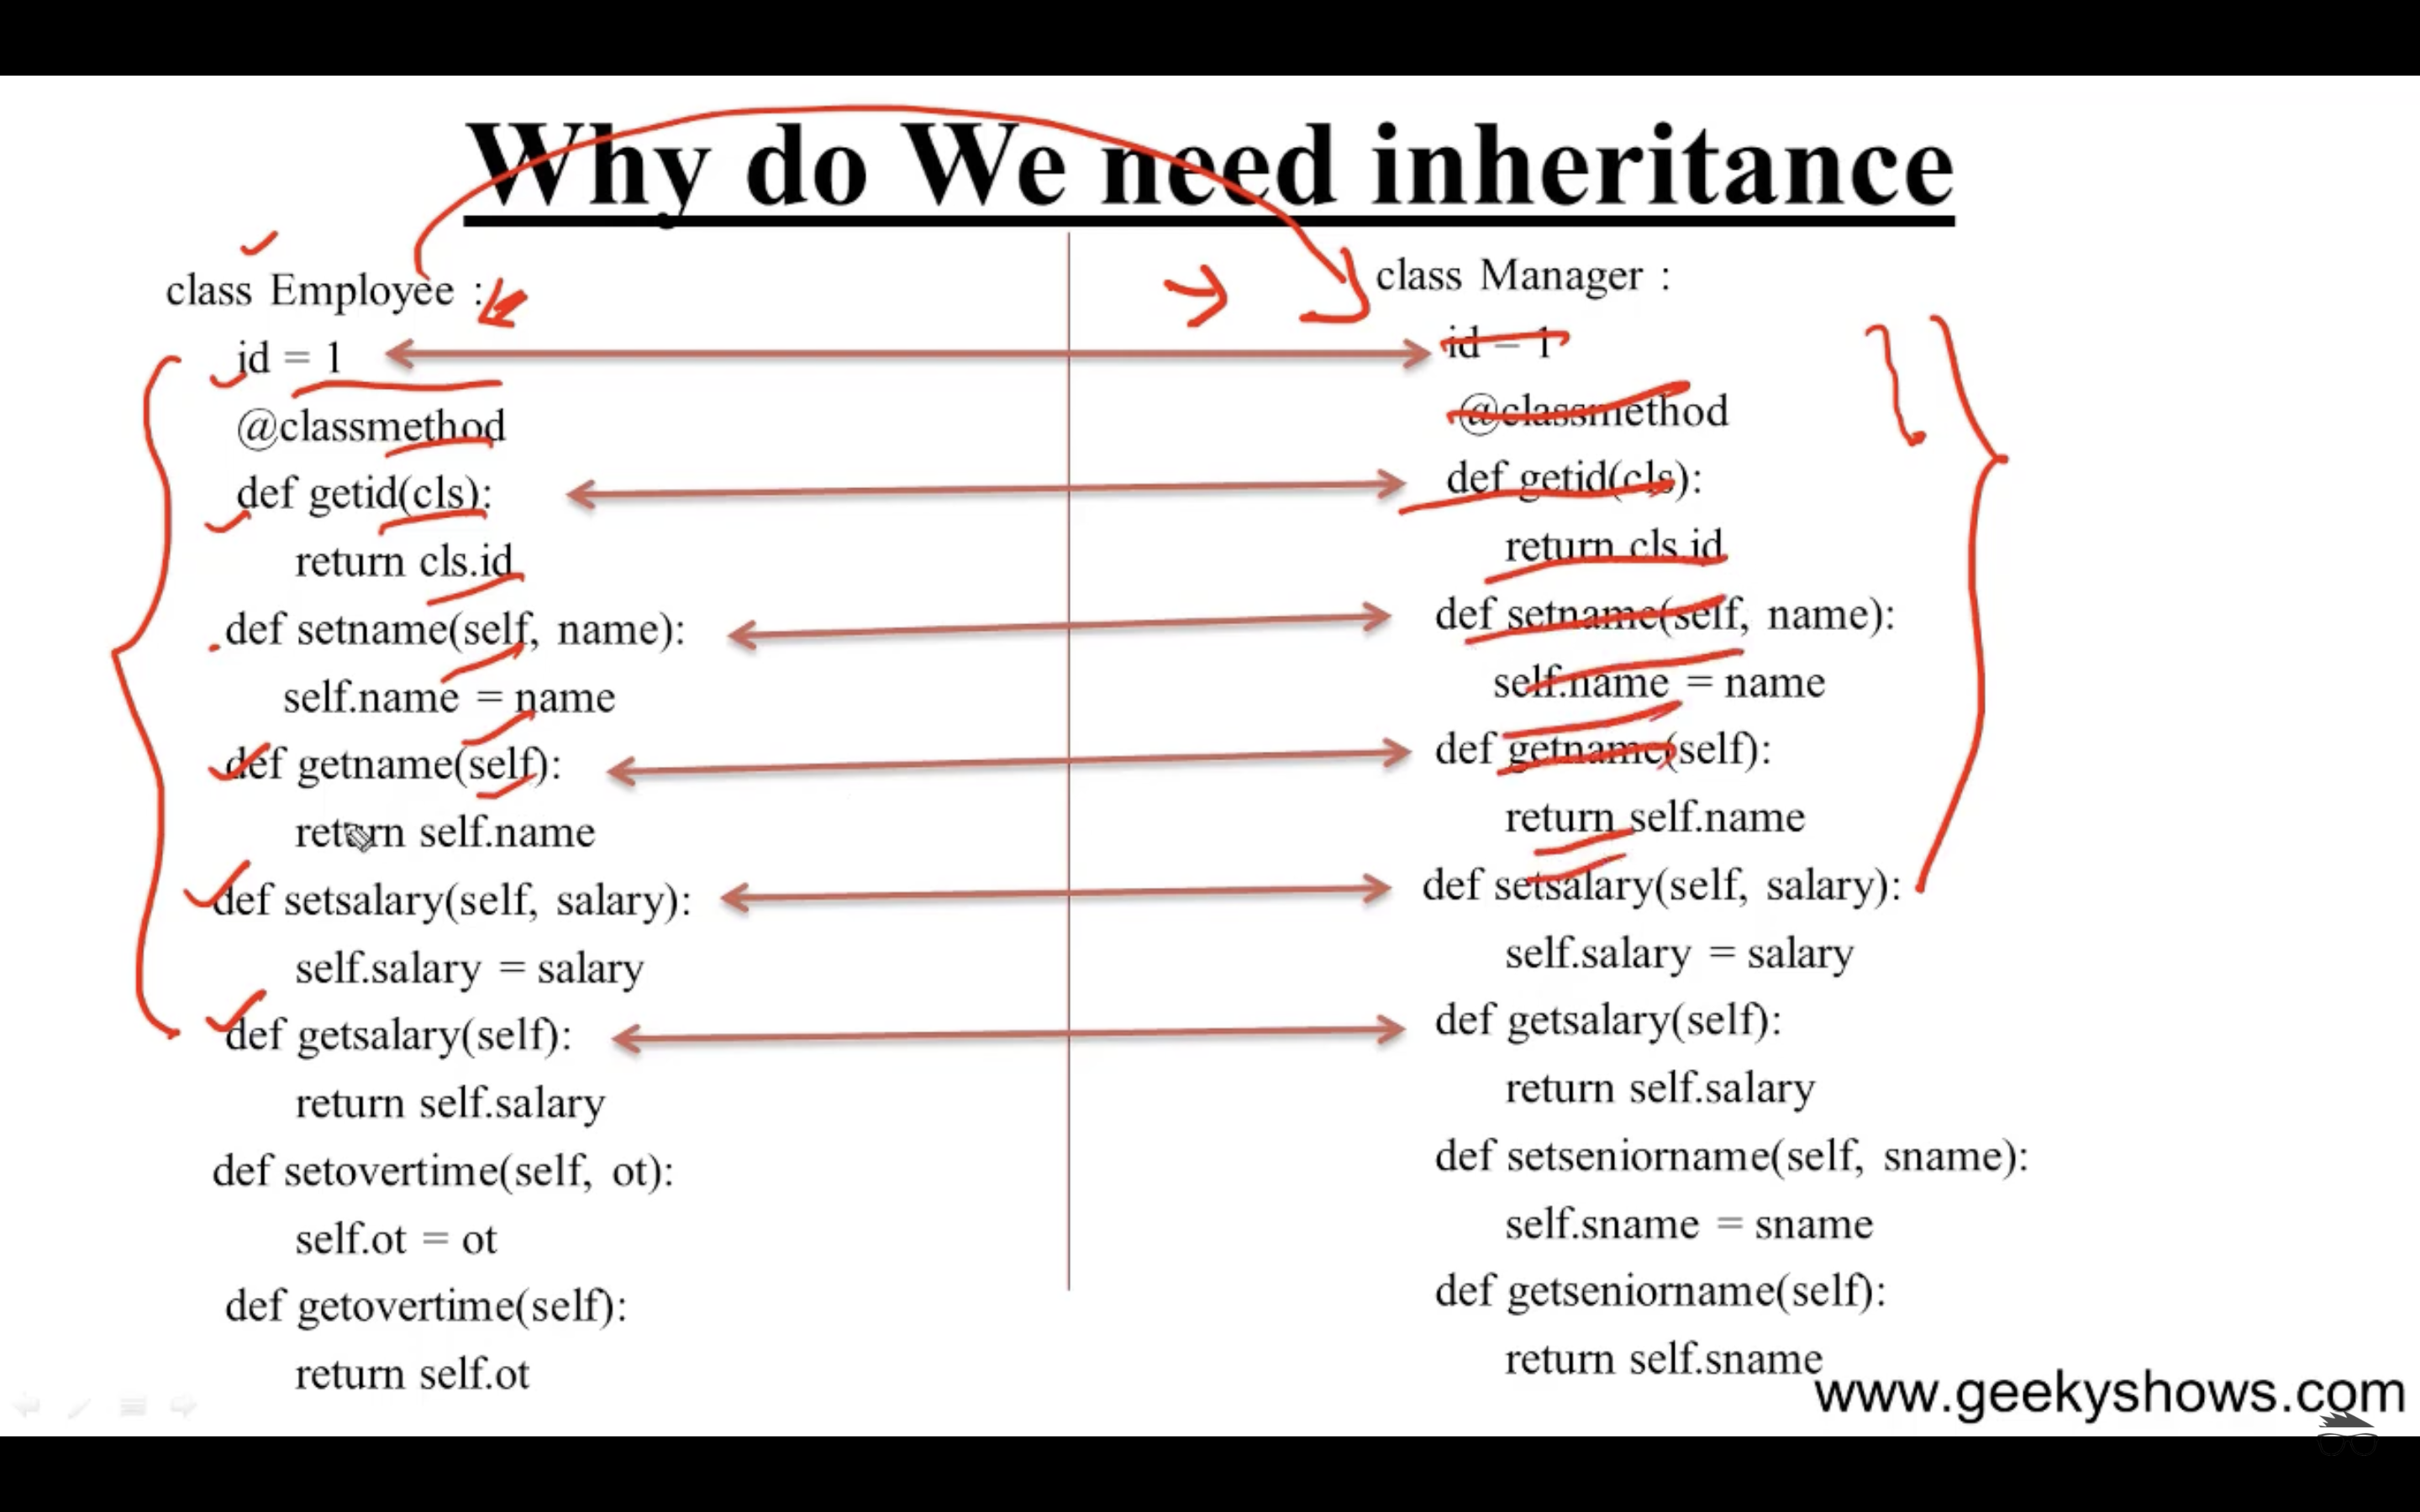 Why do We need inheritance
class Employee :
id = 1
@classmethod
def getid(cls):
return cls.id
def setname(self, name):
self.name = name
def getname(self):
return self.name
def setsalary(self, salary):
self.salary = salary
def getsalary(self):
return self.salary
def setovertime(self, ot):
self.ot = ot
def getovertime(self):
return self.ot
class Manager :
id = 1
@classmethod
def getid(cls):
return cls.id
def setname(self, name):
self.name = name
def getname(self):
return self.name
def setsalary(self, salary):
self.salary = salary
def getsalary(self):
return self.salary
def setseniorname(self, sname):
self.sname = sname
def getseniorname(self):
return self.sname
www.geekyshows.com